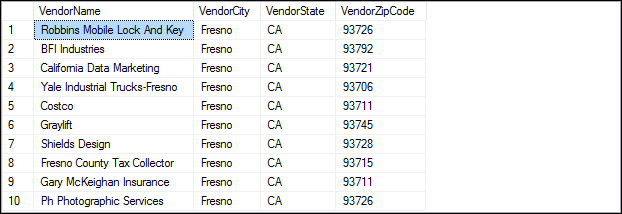 VendorName VendorCity VendorState VendorZipCode
1 Robbins Mobile Lock And Key Fresno CA 93726
2 BFI Industries Fresno CA 93792
3 California Data Marketing Fresno CA 93721
4 Yale Industrial Trucks-Fresno Fresno CA 93706
5 Costco Fresno CA 93711
6 Graylift Fresno CA 93745
7 Shields Design Fresno CA 93728
8 Fresno County Tax Collector Fresno CA 93715
9 Gary McKeighan Insurance Fresno CA 93711
10 Ph Photographic Services Fresno CA 93726